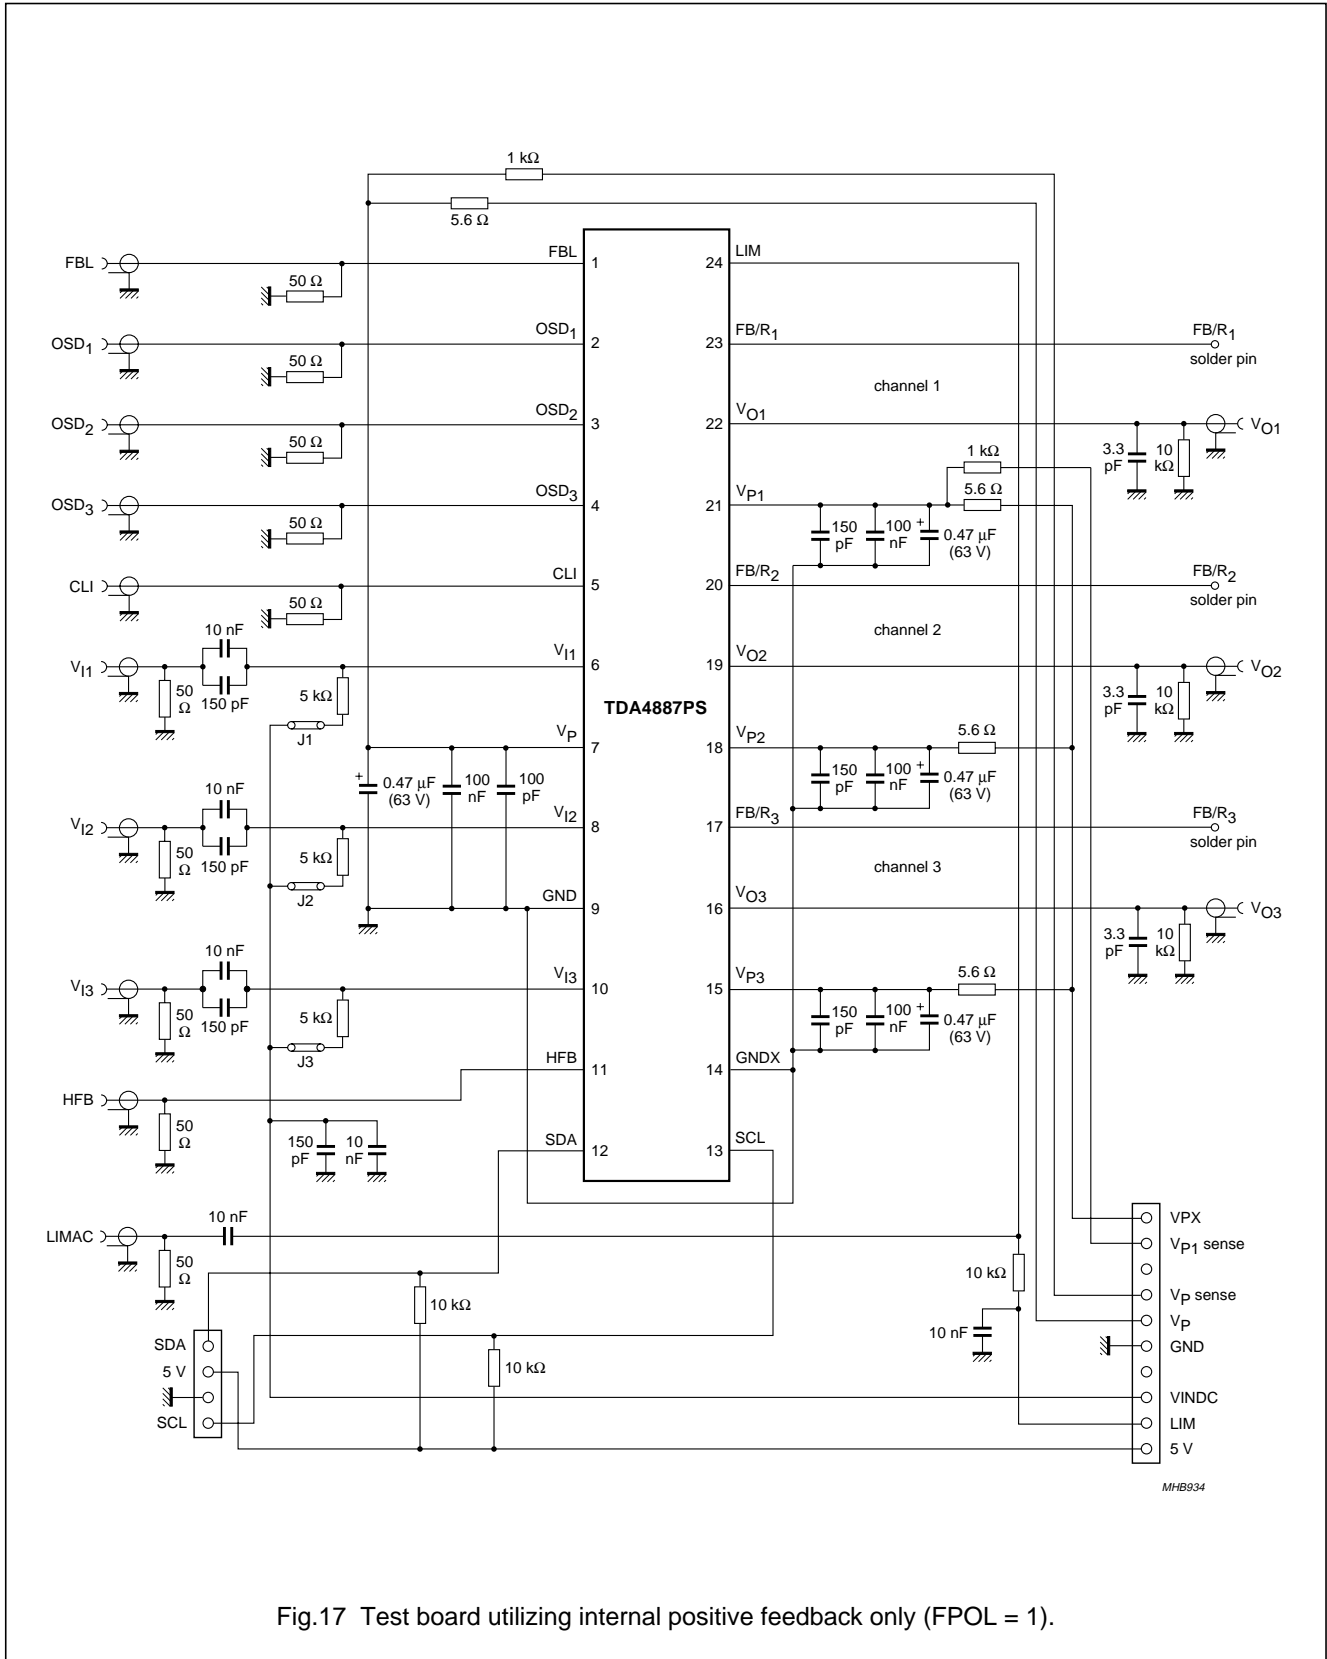 1 kΩ
5.6 Ω
FBL
50 Ω
FBL
1
24
LIM
OSD1
50 Ω
OSD1
2
23
FB/R1
FB/R1
solder pin
channel 1
OSD2
50 Ω
OSD2
3
22
VO1
3.3 pF
10 kΩ
VO1
1 kΩ
5.6 Ω
OSD3
50 Ω
OSD3
4
21
VP1
150 pF
100 nF
+
0.47 μF
(63 V)
CLI
50 Ω
CLI
5
20
FB/R2
FB/R2
solder pin
channel 2
10 nF
VI1
50 Ω
150 pF
5 kΩ
J1
VI1
6
19
VO2
3.3 pF
10 kΩ
VO2
TDA4887PS
VP
7
18
VP2
5.6 Ω
150 pF
100 nF
+
0.47 μF
(63 V)
+
0.47 μF
(63 V)
100 nF
100 pF
10 nF
VI2
50 Ω
150 pF
5 kΩ
J2
VI2
8
17
FB/R3
FB/R3
solder pin
channel 3
GND
9
16
VO3
3.3 pF
10 kΩ
VO3
10 nF
VI3
50 Ω
150 pF
5 kΩ
J3
VI3
10
15
VP3
5.6 Ω
150 pF
100 nF
+
0.47 μF
(63 V)
HFB
50 Ω
HFB
11
14
GNDX
150 pF
10 nF
SDA
12
13
SCL
LIMAC
50 Ω
10 nF
10 kΩ
10 kΩ
10 kΩ
10 nF
SDA
5 V
SCL
VPX
VP1 sense
VP sense
VP
GND
VINDC
LIM
5 V
MHB934
Fig.17 Test board utilizing internal positive feedback only (FPOL = 1).